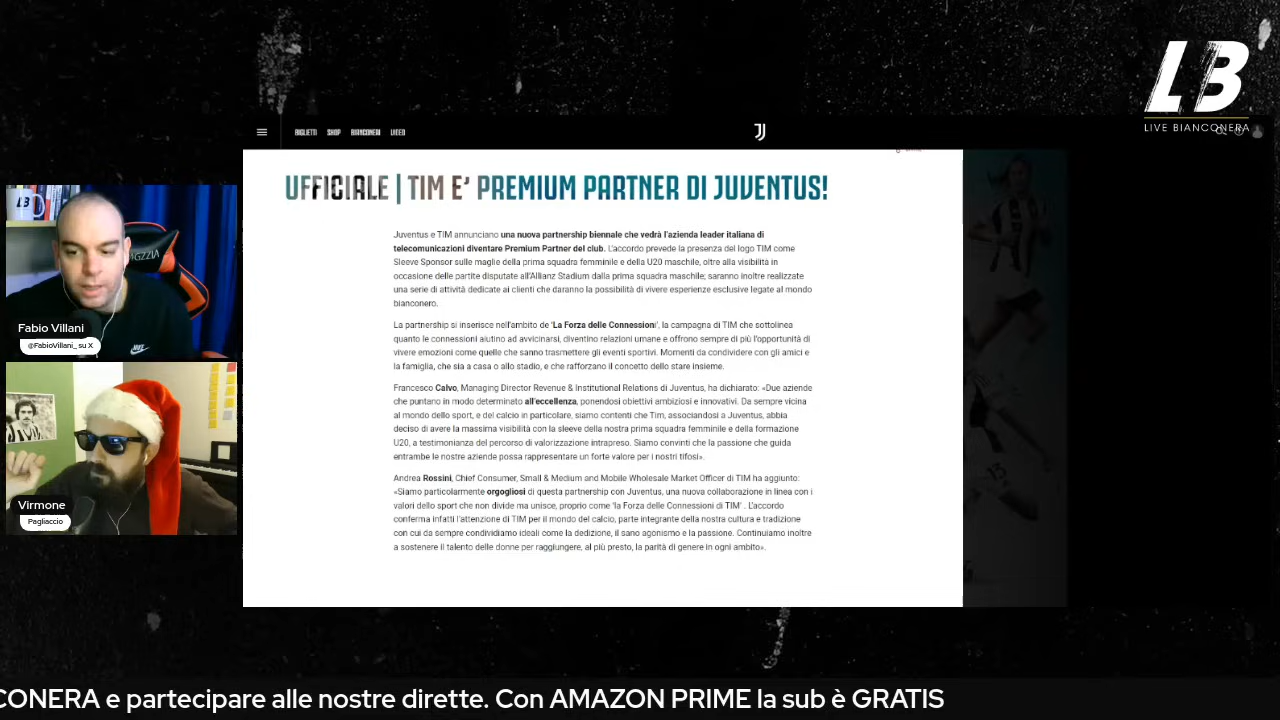 LB
LIVE BIANCONERA
BIGLIETTI SHOP BIANCONERI VIDEO
UFFICIALE | TIM E’ PREMIUM PARTNER DI JUVENTUS!
Juventus e TIM annunciano una nuova partnership biennale che vedrà l'azienda leader italiana di
telecomunicazioni diventare Premium Partner del club. L'accordo prevede la presenza del logo TIM come
Sleeve Sponsor sulle maglie della prima squadra femminile e della U20 maschile, oltre alla visibilità in
occasione delle partite disputate all'Allianz Stadium dalla prima squadra maschile; saranno inoltre realizzate
una serie di attività dedicate ai clienti che daranno la possibilità di vivere esperienze esclusive legate al mondo
bianconero.
La partnership si inserisce nell'ambito de 'La Forza delle Connessioni', la campagna di TIM che sottolinea
quanto le connessioni aiutino ad avvicinarsi, diventino relazioni umane e offrono sempre di più l'opportunità di
vivere emozioni come quelle che sanno trasmettere gli eventi sportivi. Momenti da condividere con gli amici e
la famiglia, che sia a casa o allo stadio, e che rafforzano il concetto dello stare insieme.
Francesco Calvo, Managing Director Revenue & Institutional Relations di Juventus, ha dichiarato: «Due aziende
che puntano in modo determinato all'eccellenza, ponendosi obiettivi ambiziosi e innovativi. Da sempre vicina
al mondo dello sport, e del calcio in particolare, siamo contenti che Tim, associandosi a Juventus, abbia
deciso di avere la massima visibilità con la sleeve della nostra prima squadra femminile e della formazione
U20, a testimonianza del percorso di valorizzazione intrapreso. Siamo convinti che la passione che guida
entrambe le nostre aziende possa rappresentare un forte valore per i nostri tifosi».
Andrea Rossini, Chief Consumer, Small & Medium and Mobile Wholesale Market Officer di TIM ha aggiunto:
«Siamo particolarmente orgogliosi di questa partnership con Juventus, una nuova collaborazione in linea con i
valori dello sport che non divide ma unisce, proprio come 'la Forza delle Connessioni di TIM' . L'accordo
conferma infatti l'attenzione di TIM per il mondo del calcio, parte integrante della nostra cultura e tradizione
con cui da sempre condividiamo ideali come la dedizione, il sano agonismo e la passione. Continuiamo inoltre
a sostenere il talento delle donne per raggiungere, al più presto, la parità di genere in ogni ambito».
LB
Fabio Villani
@FabioVillani_ su X
Virmone
Pagliaccio
CONERA e partecipare alle nostre dirette. Con AMAZON PRIME la sub è GRATIS